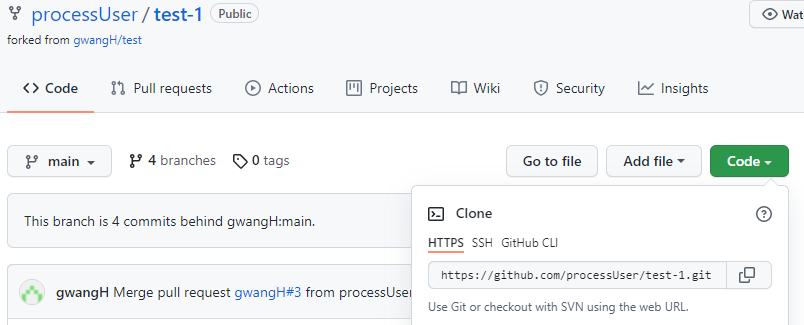 processUser / test-1 Public
Wat
forked from gwangH/test
Code Pull requests Actions Projects Wiki Security Insights
main 4 branches 0 tags Go to file Add file Code
This branch is 4 commits behind gwangH:main.
Clone
HTTPS SSH GitHub CLI
https://github.com/processUser/test-1.git
Use Git or checkout with SVN using the web URL.
gwangH Merge pull request gwangH#3 from processUser